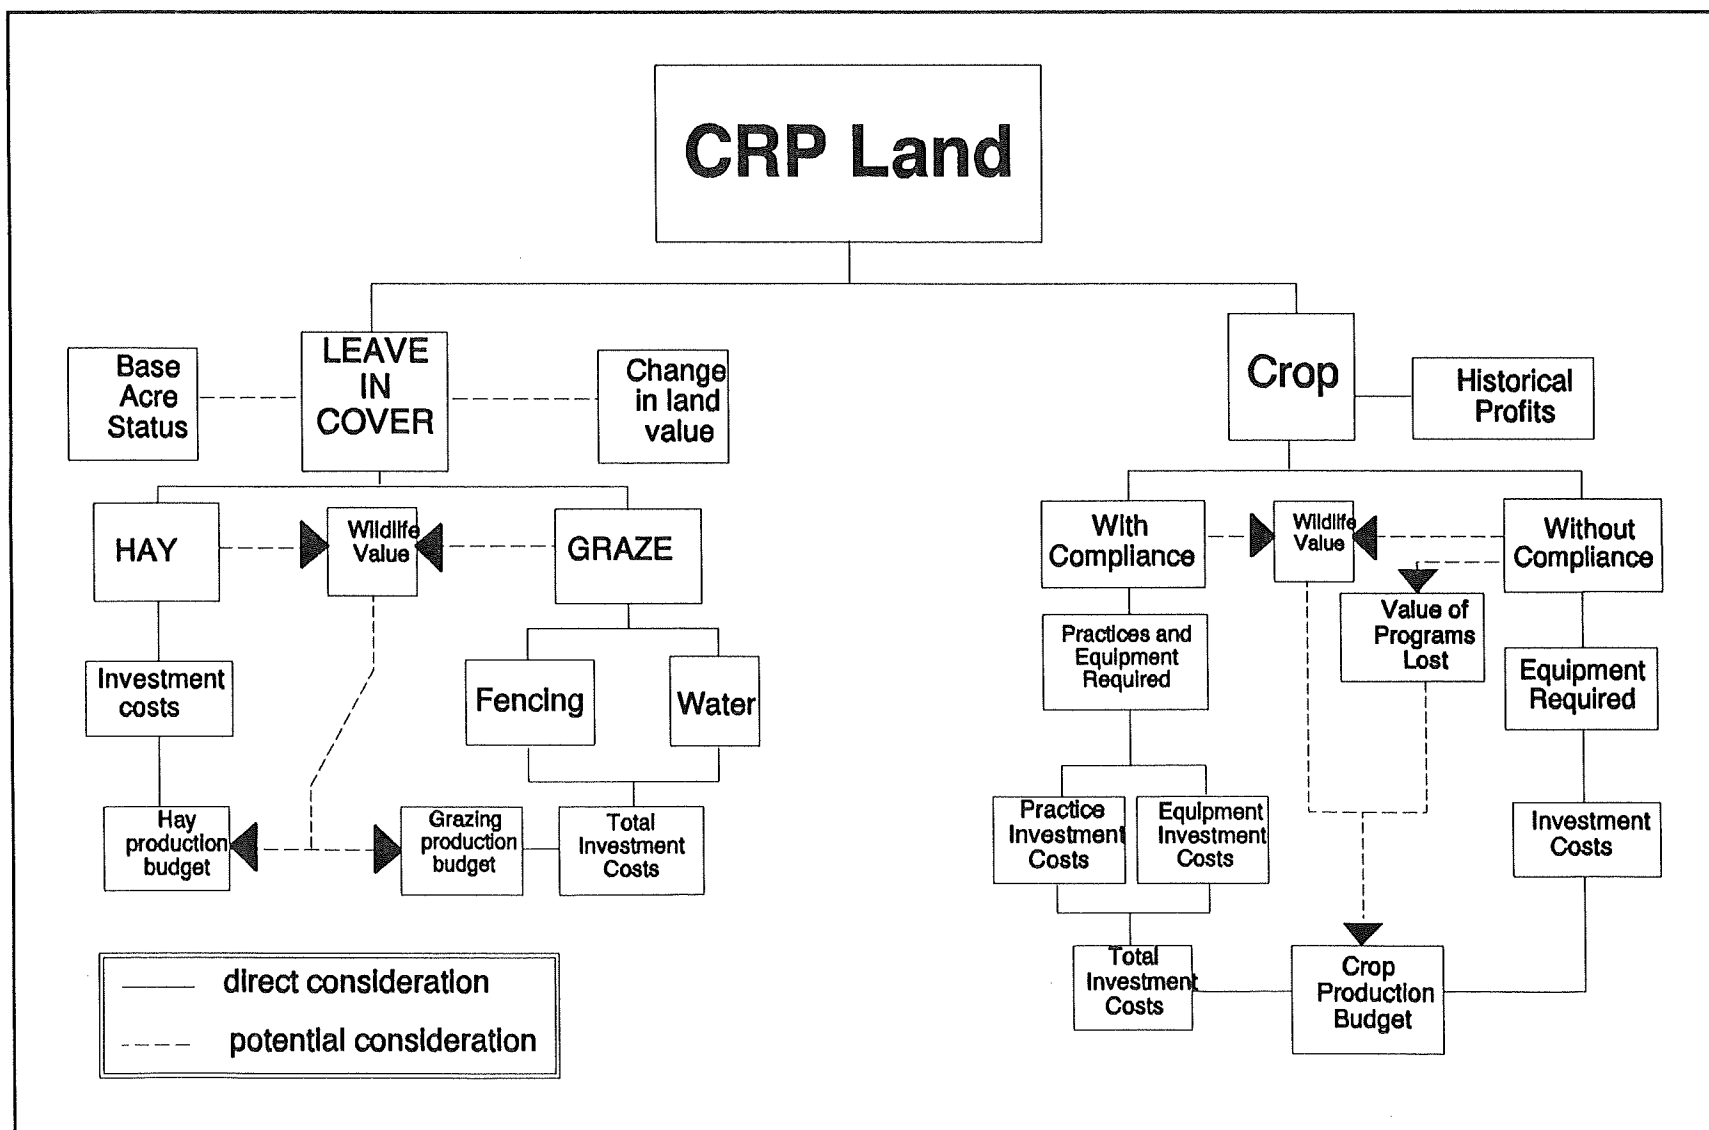 CRP Land
Base
Acre
Status
LEAVE
IN
COVER
Change
in land
value
Crop
Historical
Profits
HAY
Wildlife
Value
GRAZE
With
Compliance
Wildlife
Value
Without
Compliance
Investment
costs
Fencing
Water
Practices and
Equipment
Required
Value of
Programs
Lost
Equipment
Required
Hay
production
budget
Grazing
production
budget
Total
Investment
Costs
Practice
Investment
Costs
Equipment
Investment
Costs
Investment
Costs
Total
Investment
Costs
Crop
Production
Budget
direct consideration
potential consideration